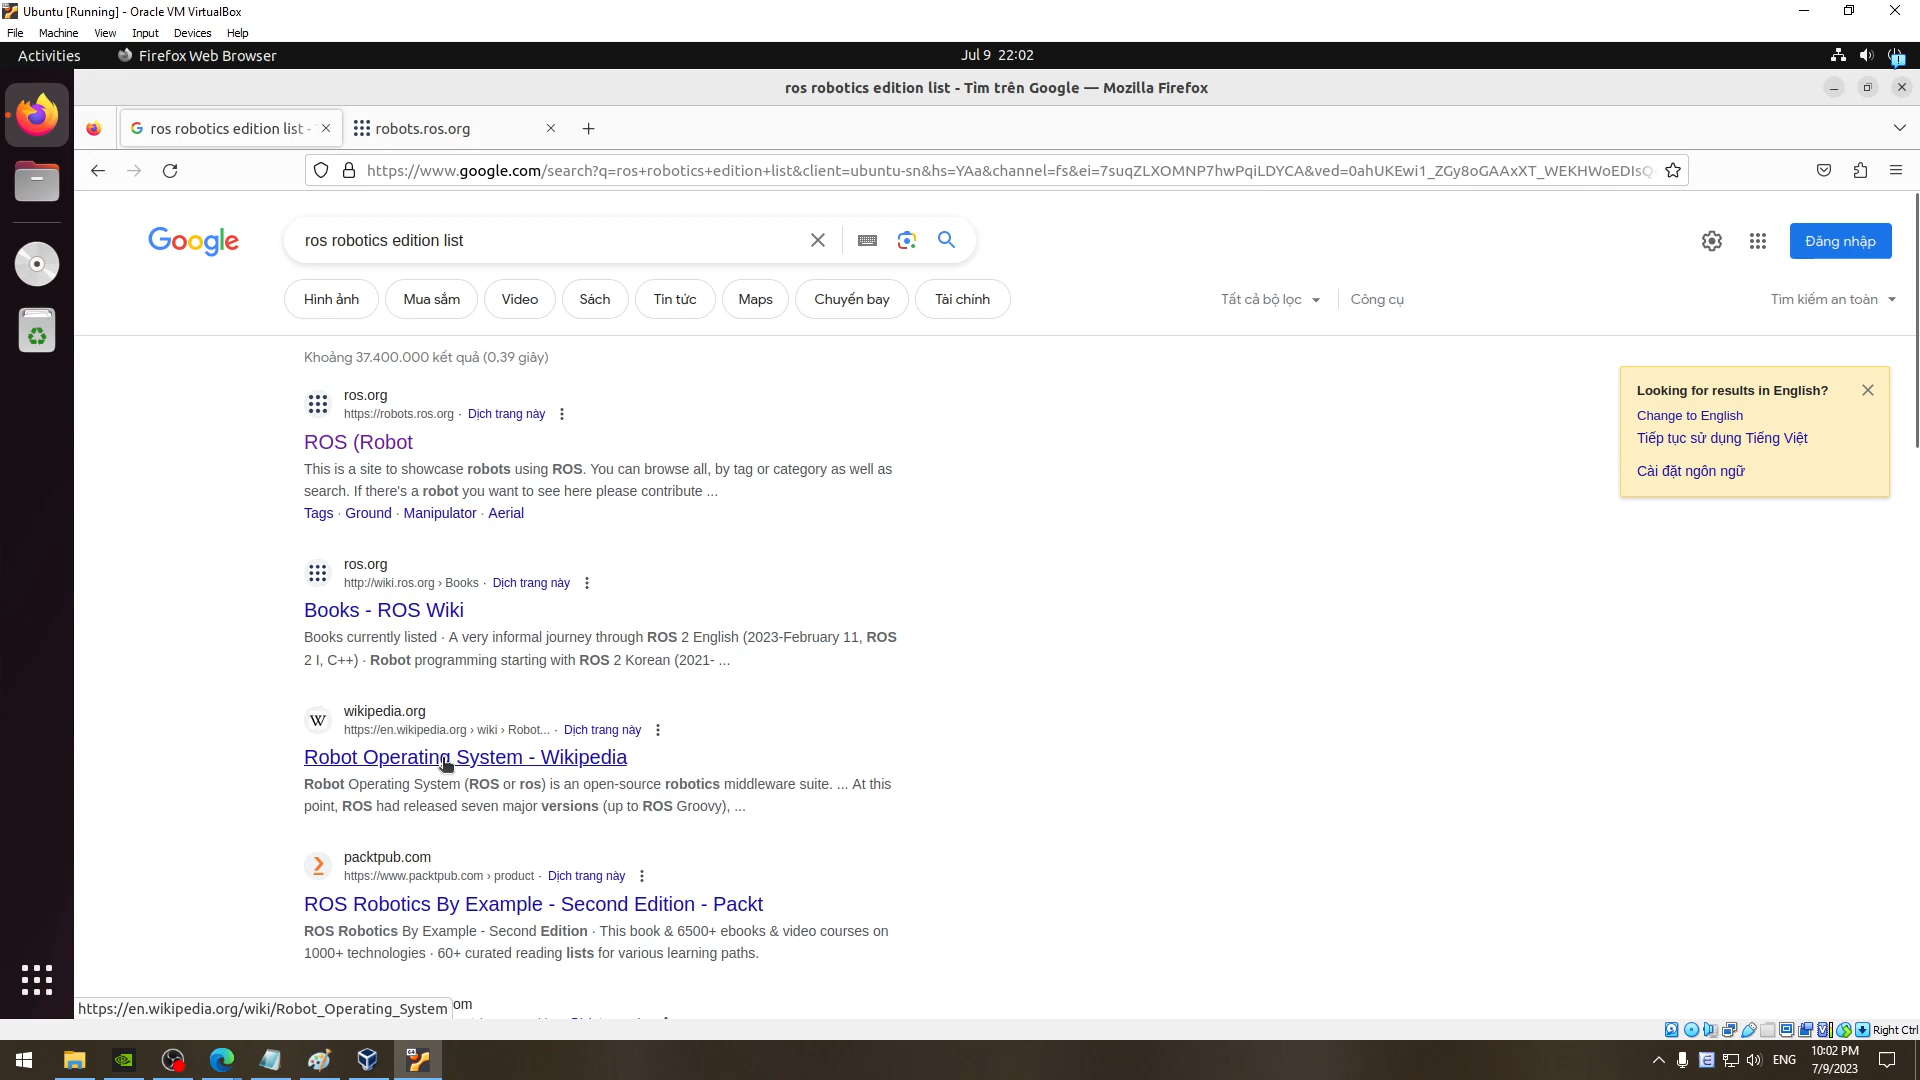 Ubuntu [Running] - Oracle VM VirtualBox
File Machine View Input Devices Help
Activities Firefox Web Browser Jul 9 22:02
ros robotics edition list - Tìm trên Google — Mozilla Firefox
ros robotics edition list - robots.ros.org
https://www.google.com/search?q=ros+robotics+edition+list&client=ubuntu-sn&hs=YAa&channel=fs&ei=7suqZLXOMNP7hwPqiLDYCA&ved=0ahUKEwi1_ZGy8oGAAxXT_WEKHWoEDIsQ
Google ros robotics edition list Đăng nhập
Hình ảnh Mua sắm Video Sách Tin tức Maps Chuyến bay Tài chính Tất cả bộ lọc Công cụ Tìm kiếm an toàn
Khoảng 37.400.000 kết quả (0,39 giây)
ros.org
https://robots.ros.org · Dịch trang này
ROS (Robot
This is a site to showcase robots using ROS. You can browse all, by tag or category as well as
search. If there's a robot you want to see here please contribute ...
Tags · Ground · Manipulator · Aerial
Looking for results in English?
Change to English
Tiếp tục sử dụng Tiếng Việt
Cài đặt ngôn ngữ
ros.org
http://wiki.ros.org › Books · Dịch trang này
Books - ROS Wiki
Books currently listed · A very informal journey through ROS 2 English (2023-February 11, ROS
2 I, C++) · Robot programming starting with ROS 2 Korean (2021- ...
W
wikipedia.org
https://en.wikipedia.org › wiki › Robot... · Dịch trang này
Robot Operating System - Wikipedia
Robot Operating System (ROS or ros) is an open-source robotics middleware suite. ... At this
point, ROS had released seven major versions (up to ROS Groovy), ...
packtpub.com
https://www.packtpub.com › product · Dịch trang này
ROS Robotics By Example - Second Edition - Packt
ROS Robotics By Example - Second Edition · This book & 6500+ ebooks & video courses on
1000+ technologies · 60+ curated reading lists for various learning paths.
om
https://en.wikipedia.org/wiki/Robot_Operating_System
Right Ctrl
ENG 10:02 PM
7/9/2023